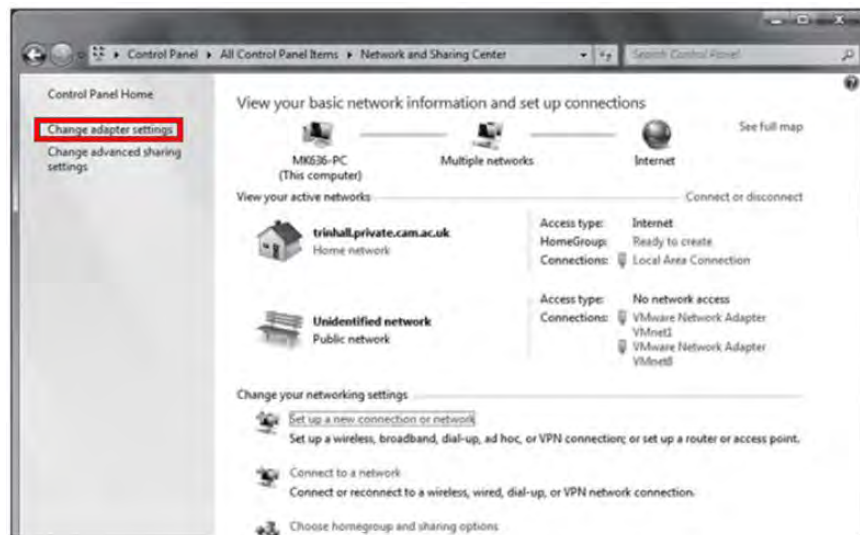 Control Panel ▸ All Control Panel Items ▸ Network and Sharing Center
Search Control Panel
Control Panel Home
Change adapter settings
Change advanced sharing
settings
View your basic network information and set up connections
See full map
MK636-PC
(This computer)
Multiple networks
Internet
View your active networks
Connect or disconnect
trinhall.private.cam.ac.uk
Home network
Access type: Internet
HomeGroup: Ready to create
Connections: Local Area Connection
Unidentified network
Public network
Access type: No network access
Connections: VMware Network Adapter
VMnet1
VMware Network Adapter
VMnet8
Change your networking settings
Set up a new connection or network
Set up a wireless, broadband, dial-up, ad hoc, or VPN connection; or set up a router or access point.
Connect to a network
Connect or reconnect to a wireless, wired, dial-up, or VPN network connection.
Choose homegroup and sharing options